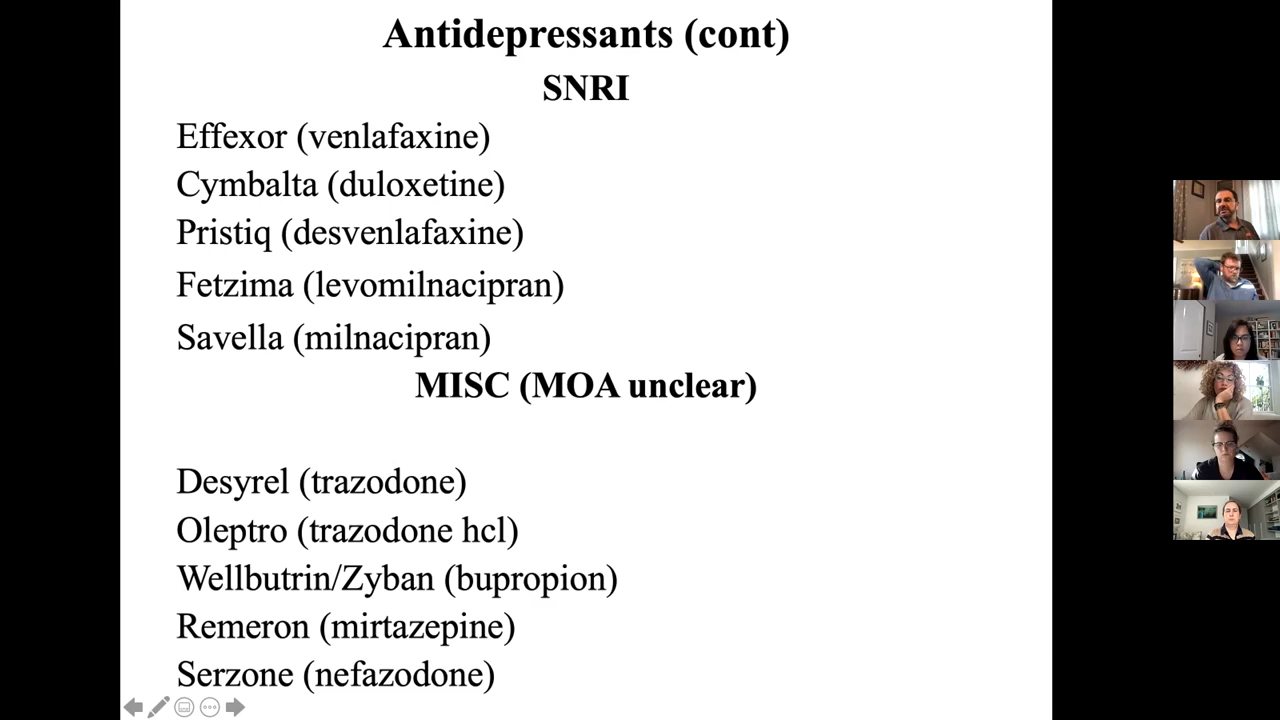 Antidepressants (cont)
SNRI
Effexor (venlafaxine)
Cymbalta (duloxetine)
Pristiq (desvenlafaxine)
Fetzima (levomilnacipran)
Savella (milnacipran)
MISC (MOA unclear)
Desyrel (trazodone)
Oleptro (trazodone hcl)
Wellbutrin/Zyban (bupropion)
Remeron (mirtazepine)
Serzone (nefazodone)